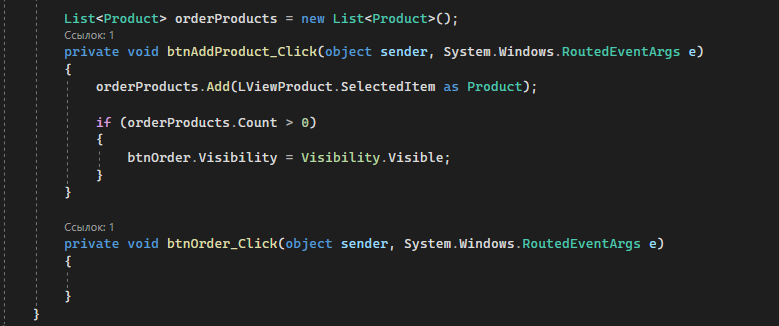 List<Product> orderProducts = new List<Product>();
Ссылок: 1
private void btnAddProduct_Click(object sender, System.Windows.RoutedEventArgs e)
{
orderProducts.Add(LViewProduct.SelectedItem as Product);
if (orderProducts.Count > 0)
{
btnOrder.Visibility = Visibility.Visible;
}
}
Ссылок: 1
private void btnOrder_Click(object sender, System.Windows.RoutedEventArgs e)
{
}
}